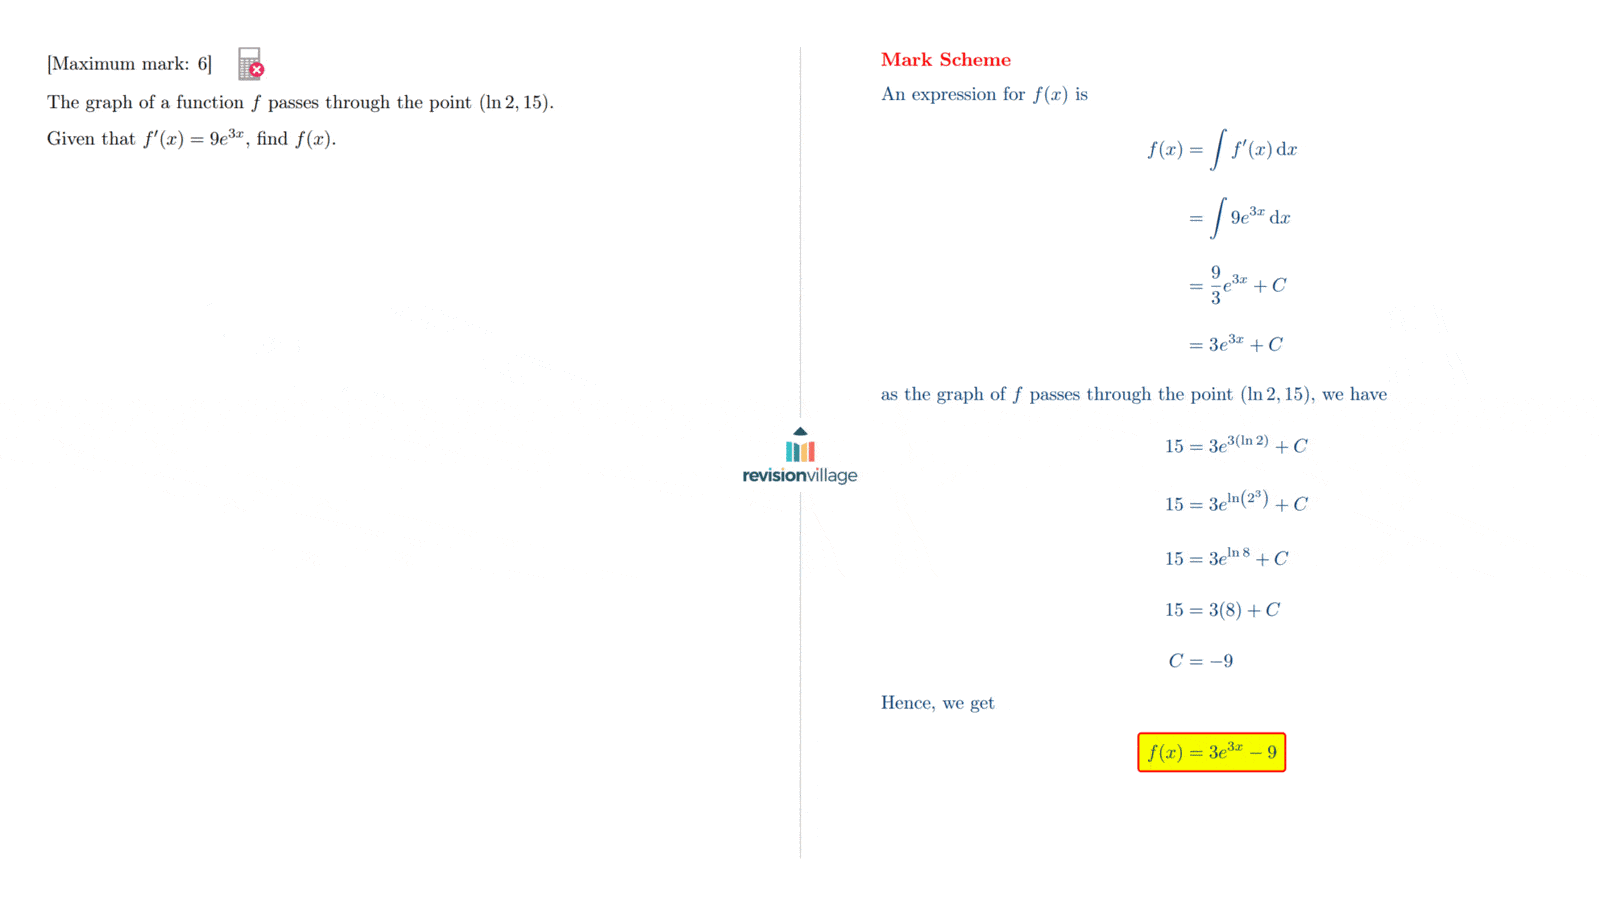 [Maximum mark: 6]
The graph of a function f passes through the point (ln 2, 15).
Given that f′(x) = 9e^{3x}, find f(x).
revisionvillage
Mark Scheme
An expression for f(x) is
f(x) = ∫ f′(x) dx
= ∫ 9e^{3x} dx
= \frac{9}{3}e^{3x} + C
= 3e^{3x} + C
as the graph of f passes through the point (ln 2, 15), we have
15 = 3e^{3(ln 2)} + C
15 = 3e^{ln(2^3)} + C
15 = 3e^{ln 8} + C
15 = 3(8) + C
C = −9
Hence, we get
f(x) = 3e^{3x} − 9